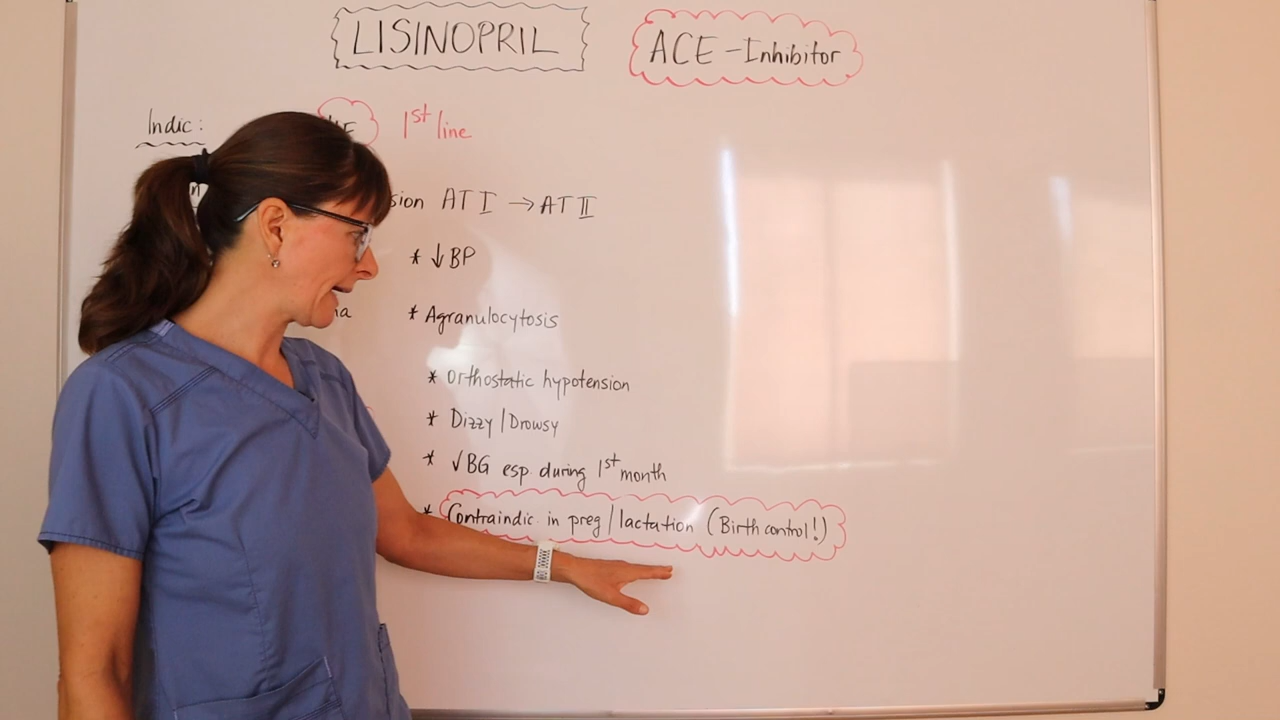 LISINOPRIL
ACE-Inhibitor
Indic: 1st line
sion AT I → AT II
* ↓ BP
* Agranulocytosis
* Orthostatic hypotension
* Dizzy/Drowsy
* √BG esp. during 1st month
* Contraindic. in preg/lactation (Birth control!)